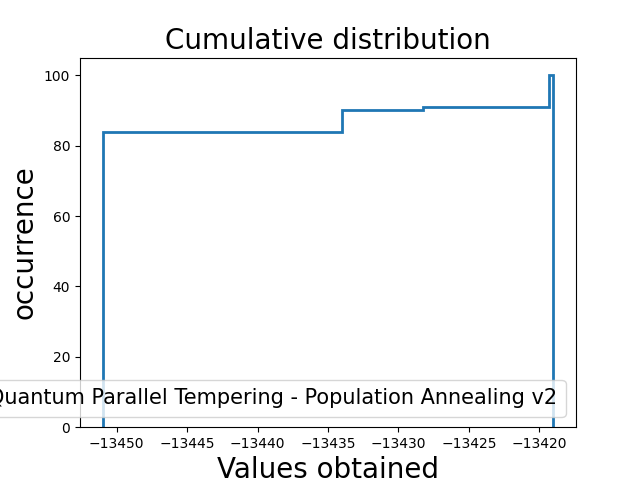 Cumulative distribution
occurrence
100
80
60
40
20
0
Parallel Tempering - Population Annealing v2
−13450 −13445 −13440 −13435 −13430 −13425 −13420
Values obtained